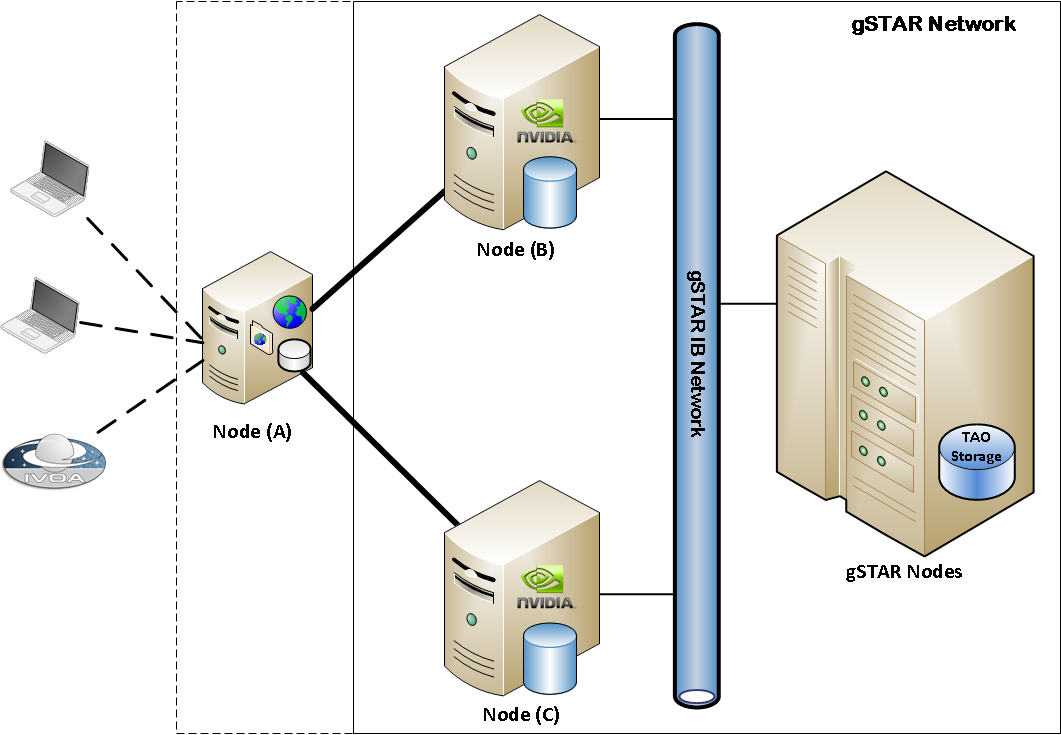 gSTAR Network
NVIDIA
Node (B)
gSTAR IB Network
Node (A)
IVOA
TAO
Storage
gSTAR Nodes
NVIDIA
Node (C)